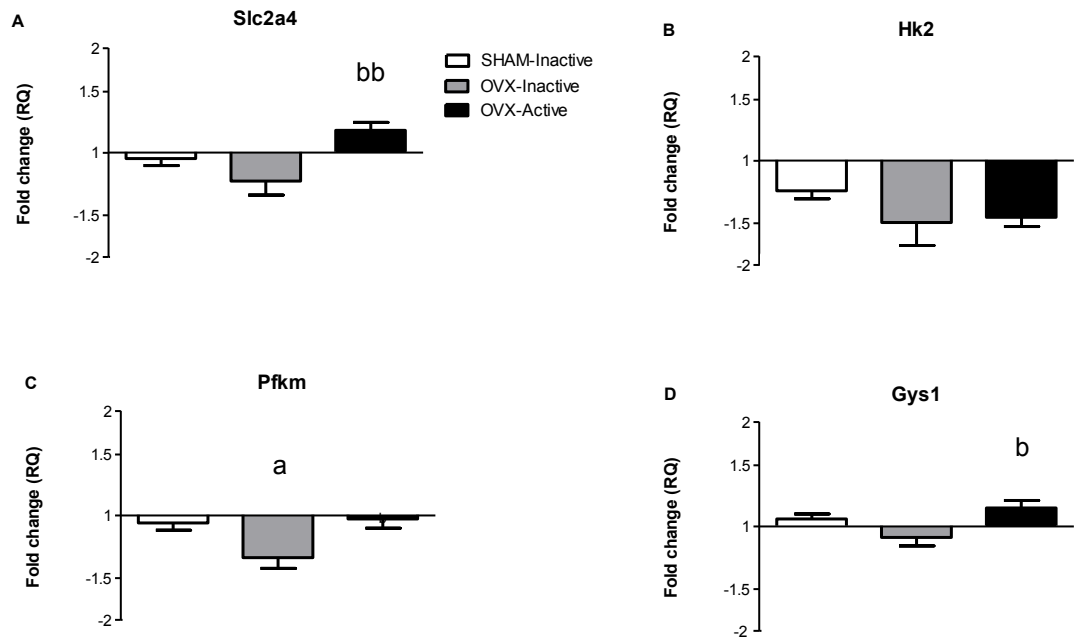 A
Slc2a4
2
1.5
1
-1.5
-2
Fold change (RQ)
bb
SHAM-Inactive
OVX-Inactive
OVX-Active
B
Hk2
2
1.5
1
-1.5
-2
Fold change (RQ)
C
Pfkm
2
1.5
1
-1.5
-2
Fold change (RQ)
a
D
Gys1
2
1.5
1
-1.5
-2
Fold change (RQ)
b